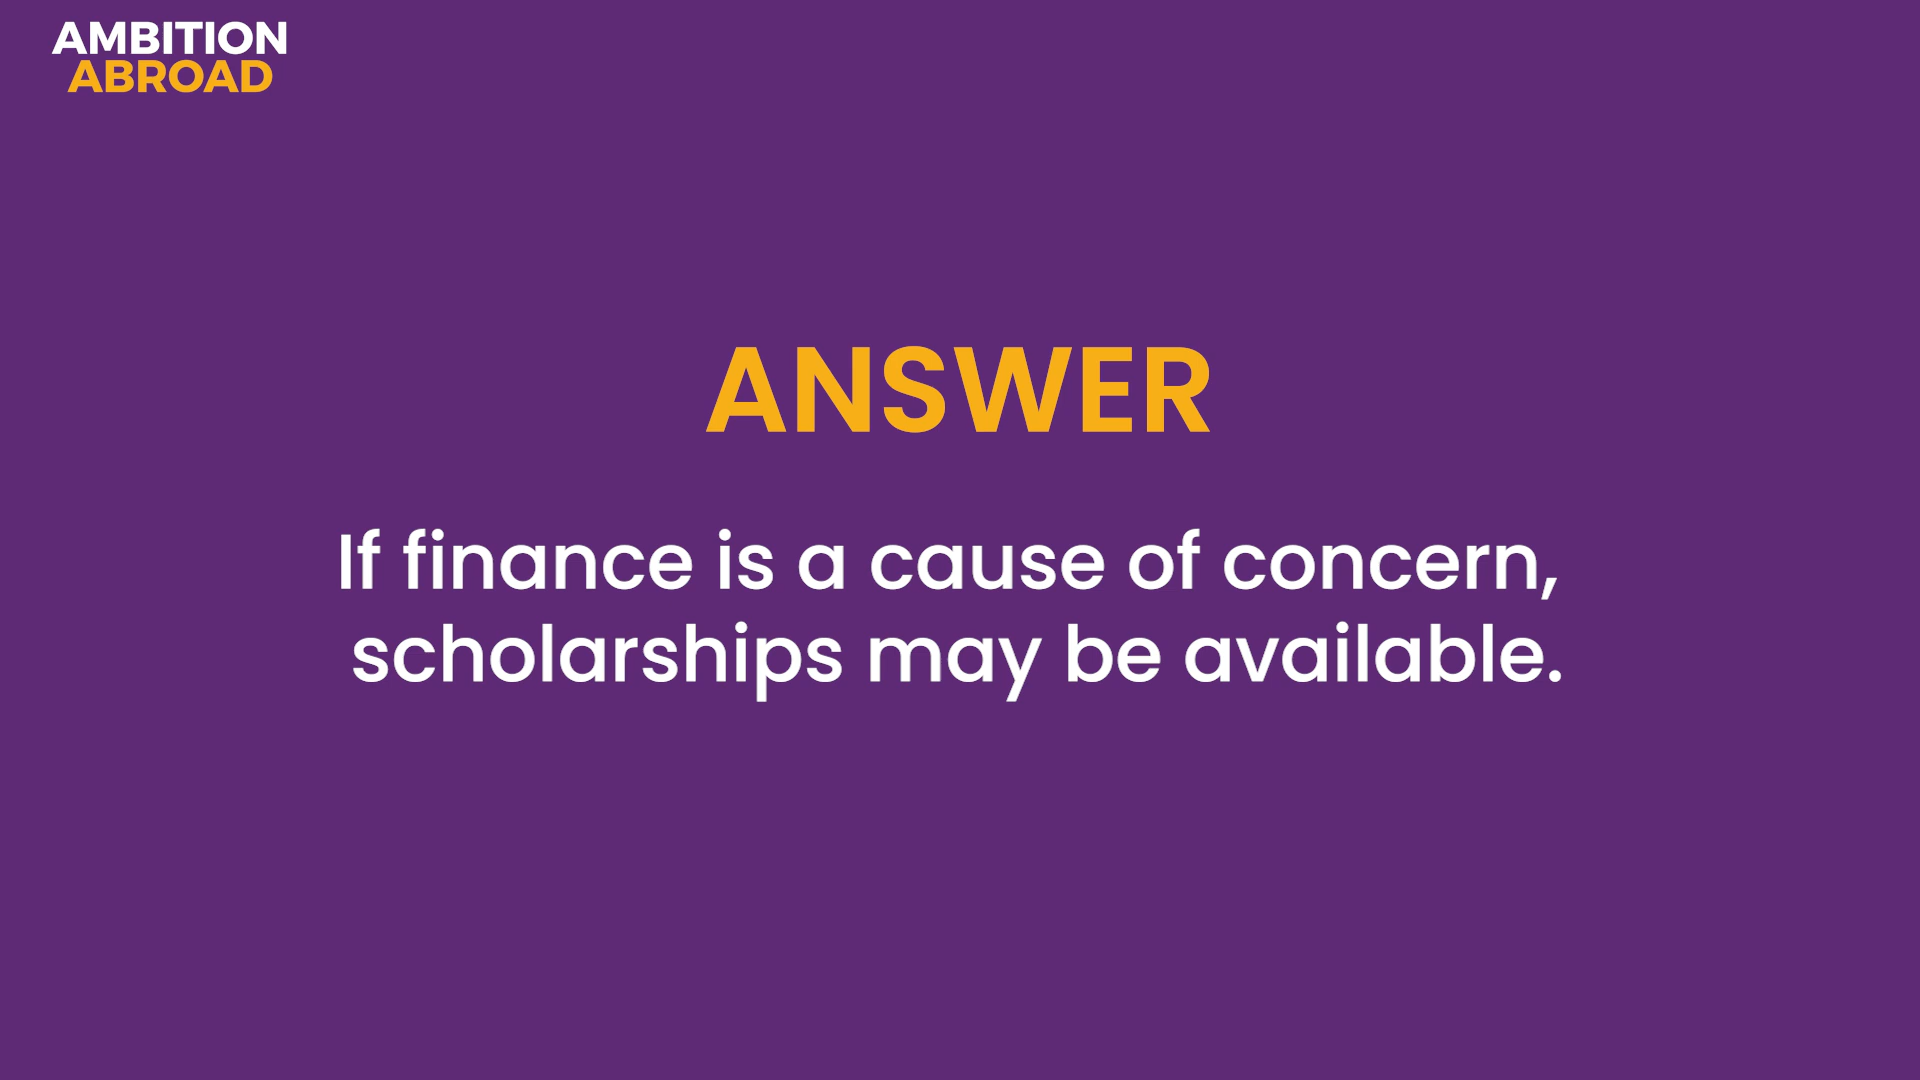 AMBITION
ABROAD
ANSWER
If finance is a cause of concern,
scholarships may be available.